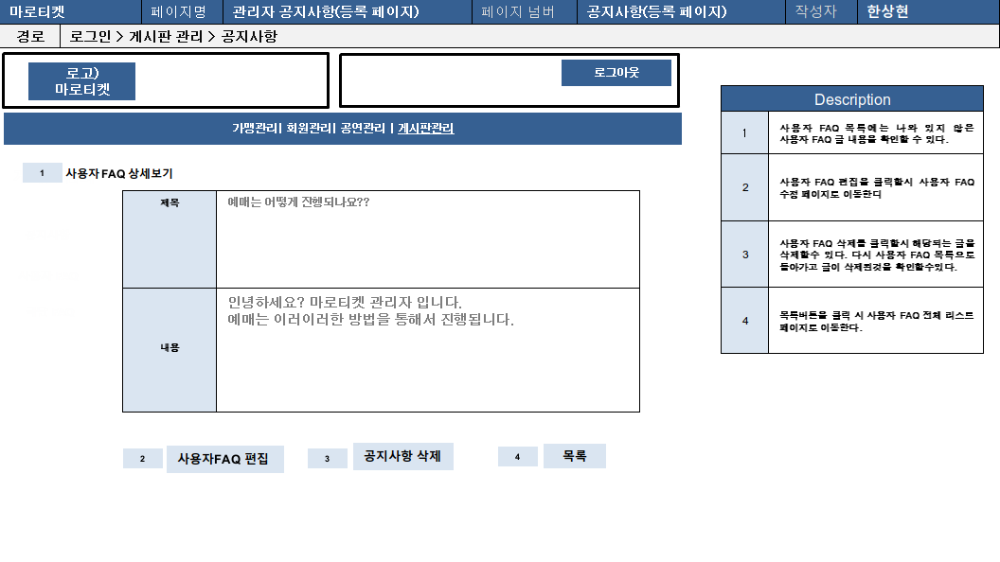 마로티켓 페이지명 관리자 공지사항(등록 페이지) 페이지 넘버 공지사항(등록 페이지) 작성자 한상현
경로 로그인 > 게시판 관리 > 공지사항
로고)
마로티켓
로그아웃
가맹관리| 회원관리| 공연관리 | 게시판관리
1 사용자 FAQ 상세보기
제목 예매는 어떻게 진행되나요??
내용
인녕하세요? 마로티켓 관리자 입니다.
예매는 이러이러한 방법을 통해서 진행됩니다.
2 사용자FAQ 편집
3 공지사항 삭제
4 목록
Description
1 사용자 FAQ 목록에는 나와 있지 않은
사용자 FAQ 글 내용을 확인할 수 있다.
2 사용자 FAQ 편집을 클릭할시 사용자 FAQ
수정 페이지로 이동한다
3 사용자 FAQ 삭제를 클릭할시 해당되는 글을
삭제할수 있다. 다시 사용자 FAQ 목록으로
돌아가고 글이 삭제된것을 확인할수있다.
4 목록버튼을 클릭 시 사용자 FAQ 전체 리스트
페이지로 이동한다.